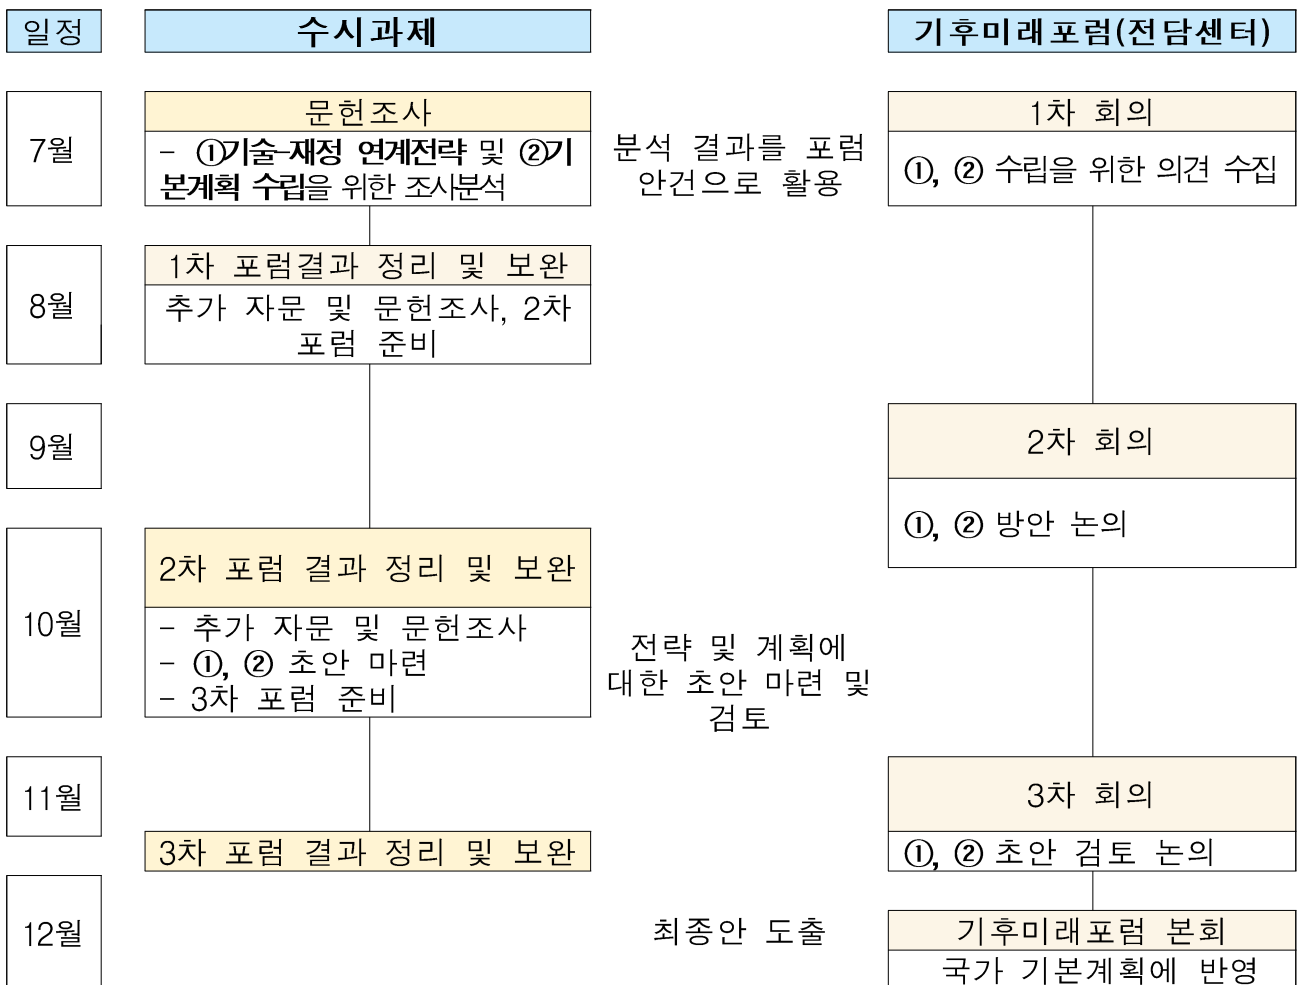 일정
수시과제
기후미래포럼(전담센터)
7월
문헌조사
- ①기술-재정 연계전략 및 ②기
본계획 수립을 위한 조사분석
분석 결과를 포럼
안건으로 활용
1차 회의
①, ② 수립을 위한 의견 수집
8월
1차 포럼결과 정리 및 보완
추가 자문 및 문헌조사, 2차
포럼 준비
9월
2차 회의
①, ② 방안 논의
10월
2차 포럼 결과 정리 및 보완
- 추가 자문 및 문헌조사
- ①, ② 초안 마련
- 3차 포럼 준비
전략 및 계획에
대한 초안 마련 및
검토
11월
3차 회의
①, ② 초안 검토 논의
3차 포럼 결과 정리 및 보완
12월
최종안 도출
기후미래포럼 본회
국가 기본계획에 반영